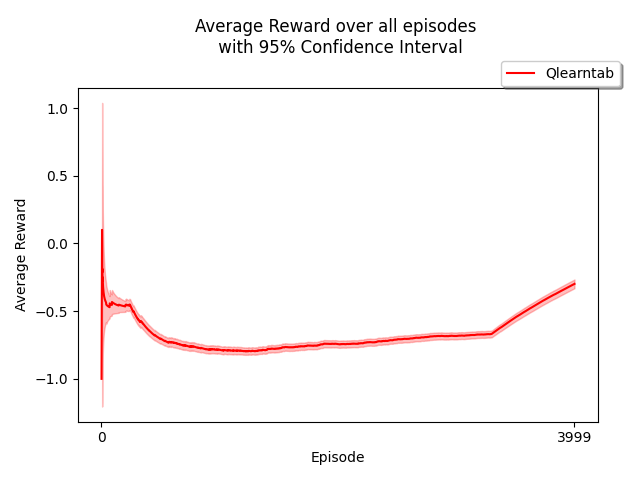 Average Reward over all episodes
with 95% Confidence Interval
Qlearntab
1.0
0.5
0.0
−0.5
−1.0
Average Reward
0
3999
Episode